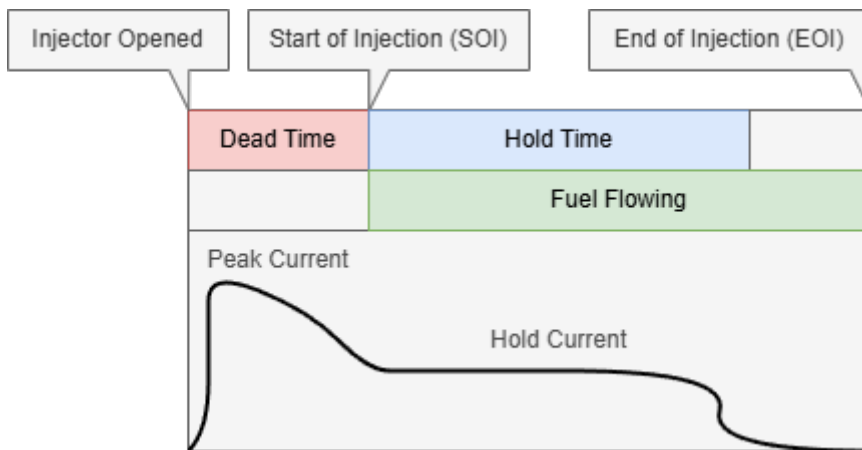 Injector Opened
Start of Injection (SOI)
End of Injection (EOI)
Dead Time
Hold Time
Fuel Flowing
Peak Current
Hold Current